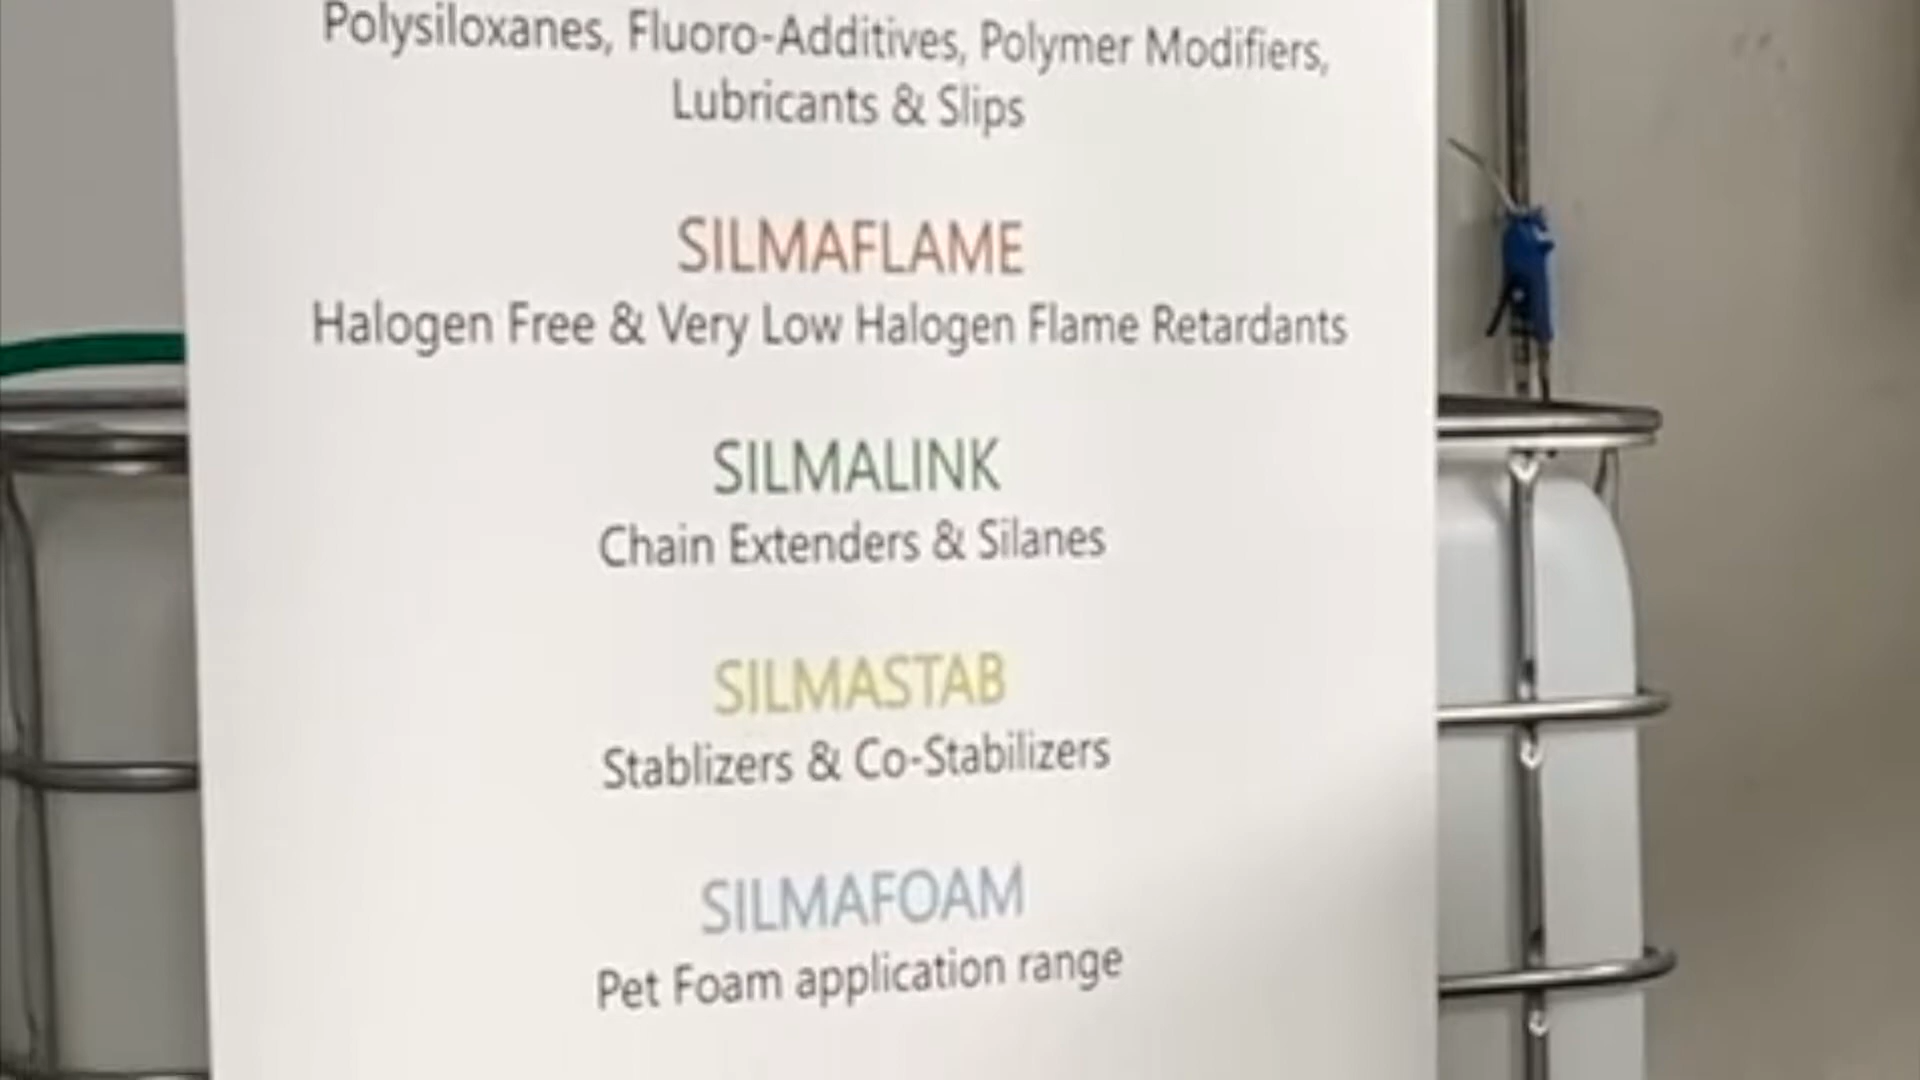 Polysiloxanes, Fluoro-Additives, Polymer Modifiers,
Lubricants & Slips
SILMAFLAME
Halogen Free & Very Low Halogen Flame Retardants
SILMALINK
Chain Extenders & Silanes
SILMASTAB
Stablizers & Co-Stabilizers
SILMAFOAM
Pet Foam application range